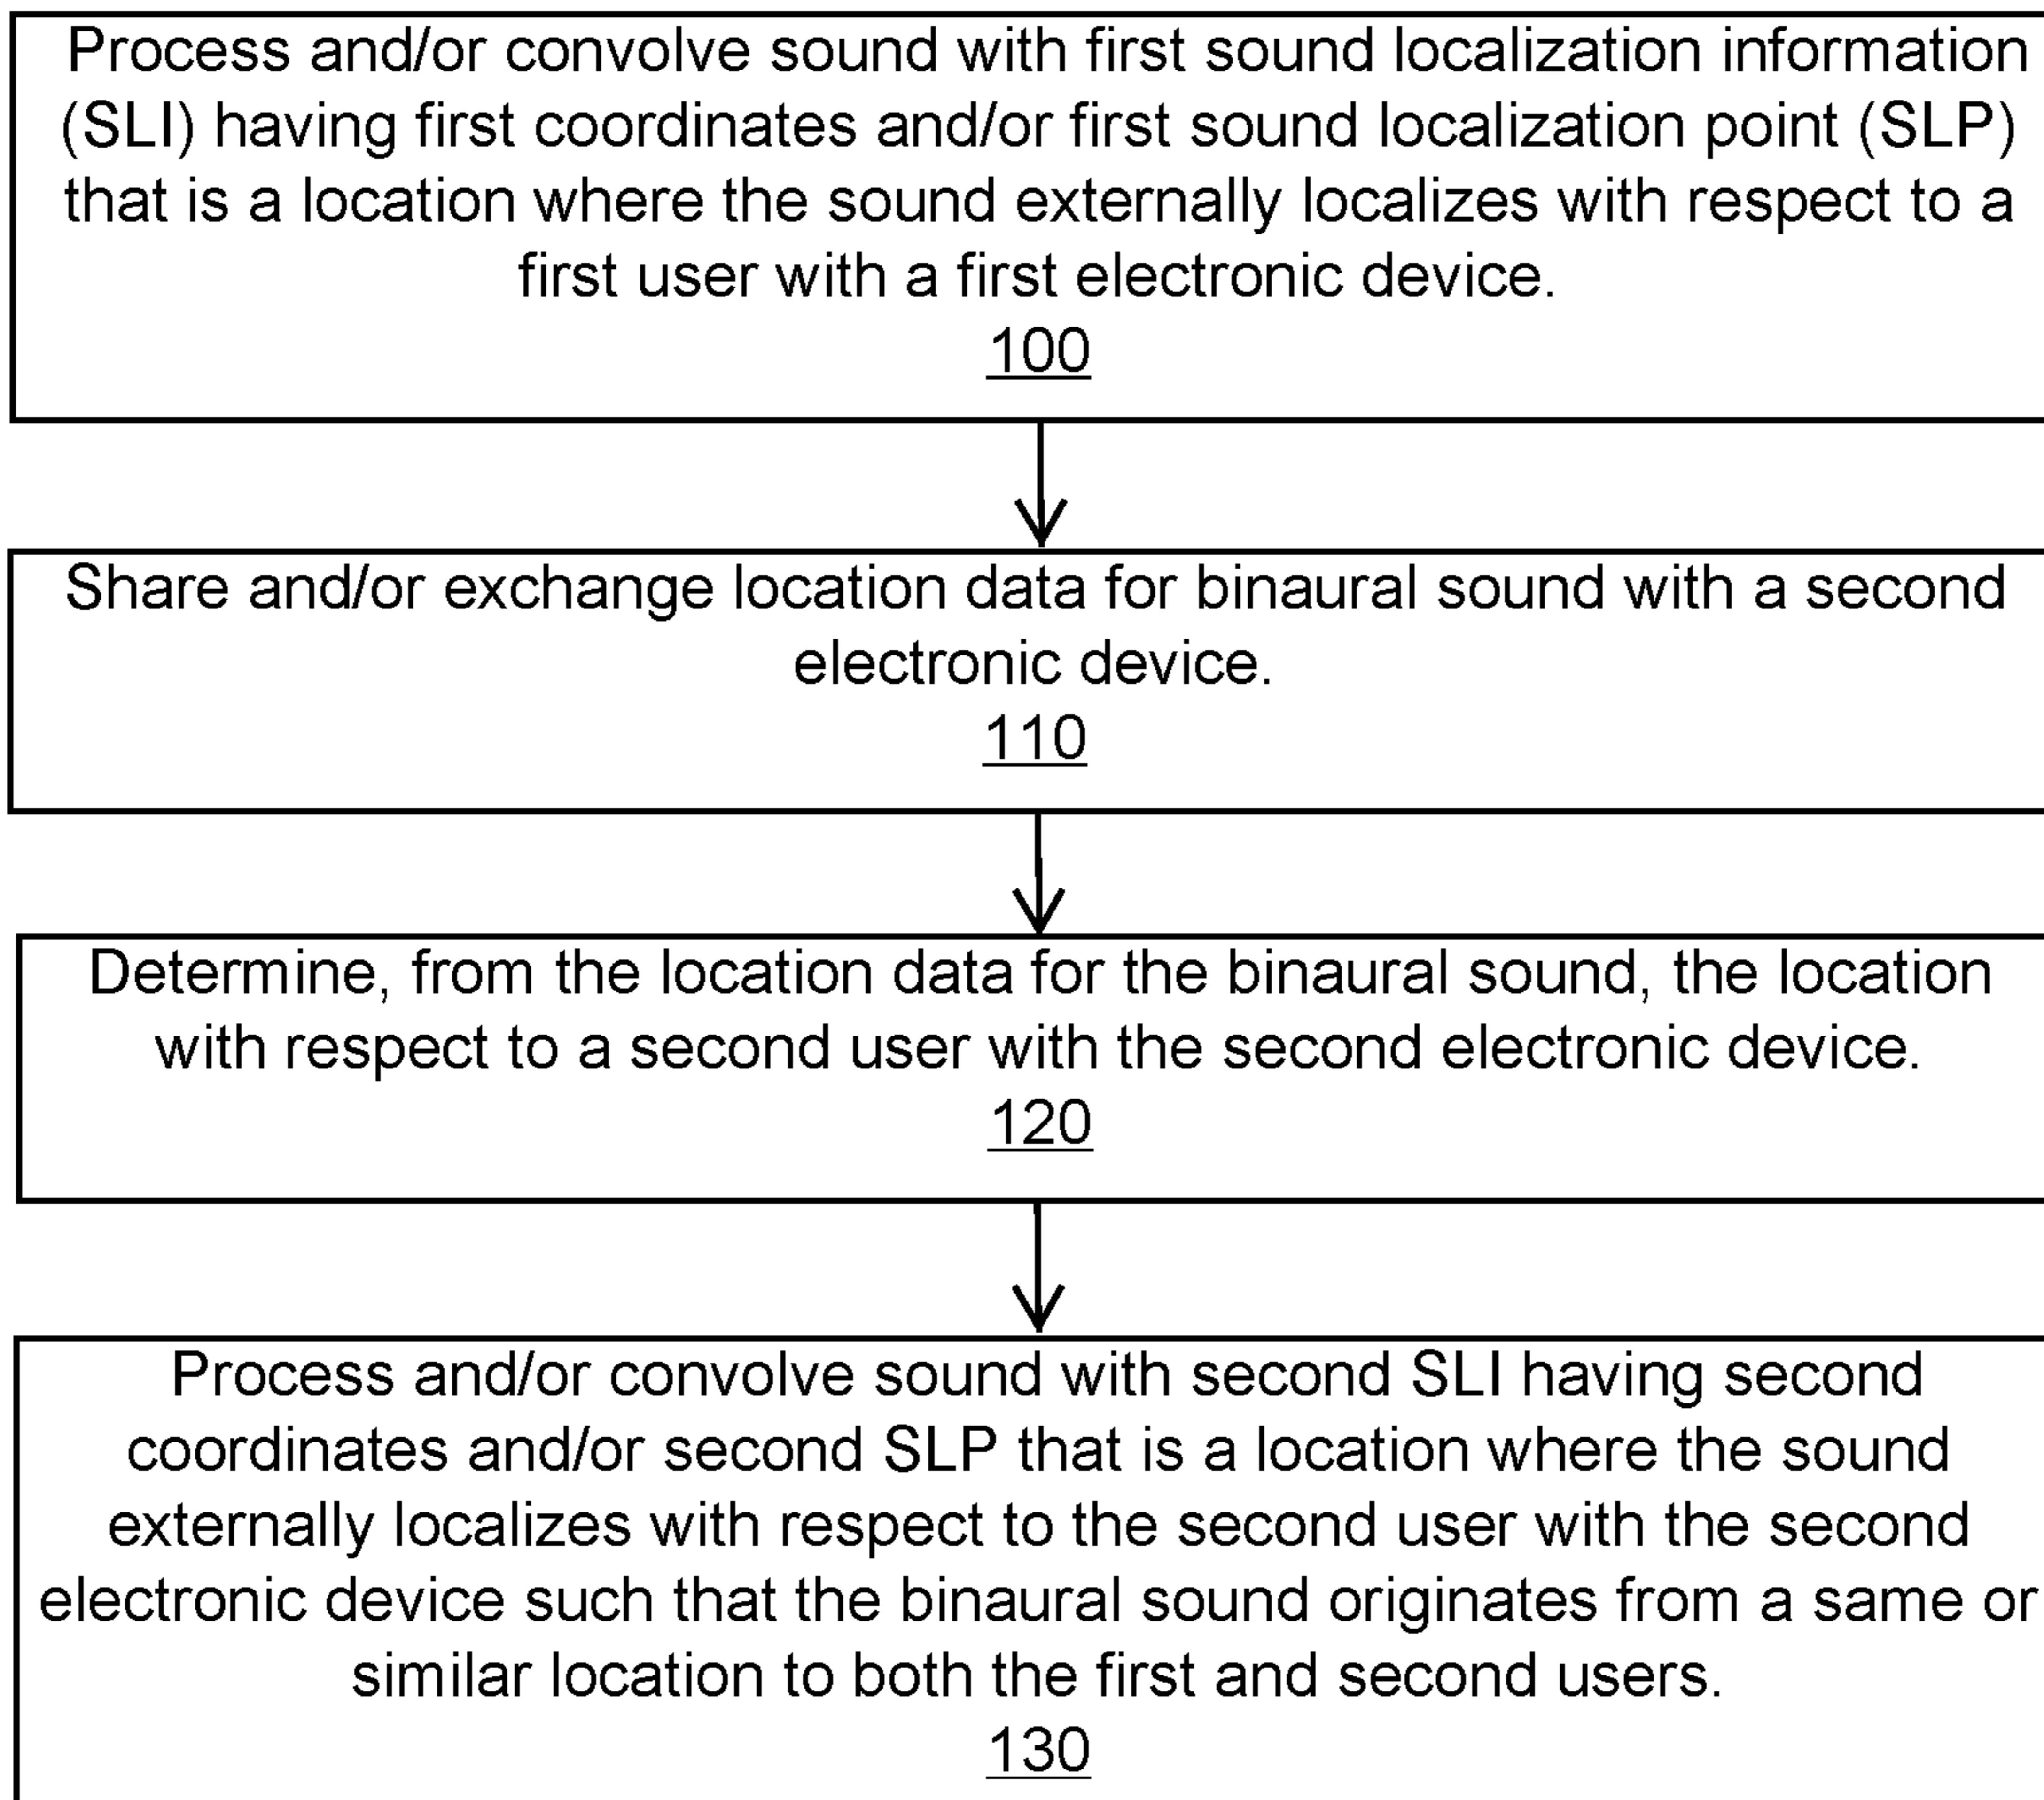 Process and/or convolve sound with first sound localization information
(SLI) having first coordinates and/or first sound localization point (SLP)
that is a location where the sound externally localizes with respect to a
first user with a first electronic device.
100
Share and/or exchange location data for binaural sound with a second
electronic device.
110
Determine, from the location data for the binaural sound, the location
with respect to a second user with the second electronic device.
120
Process and/or convolve sound with second SLI having second
coordinates and/or second SLP that is a location where the sound
externally localizes with respect to the second user with the second
electronic device such that the binaural sound originates from a same or
similar location to both the first and second users.
130